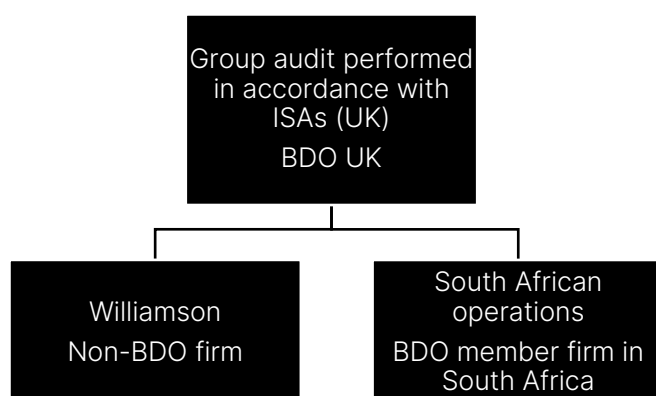 Group audit performed
in accordance with
ISAs (UK)
BDO UK
Williamson
Non-BDO firm
South African
operations
BDO member firm in
South Africa